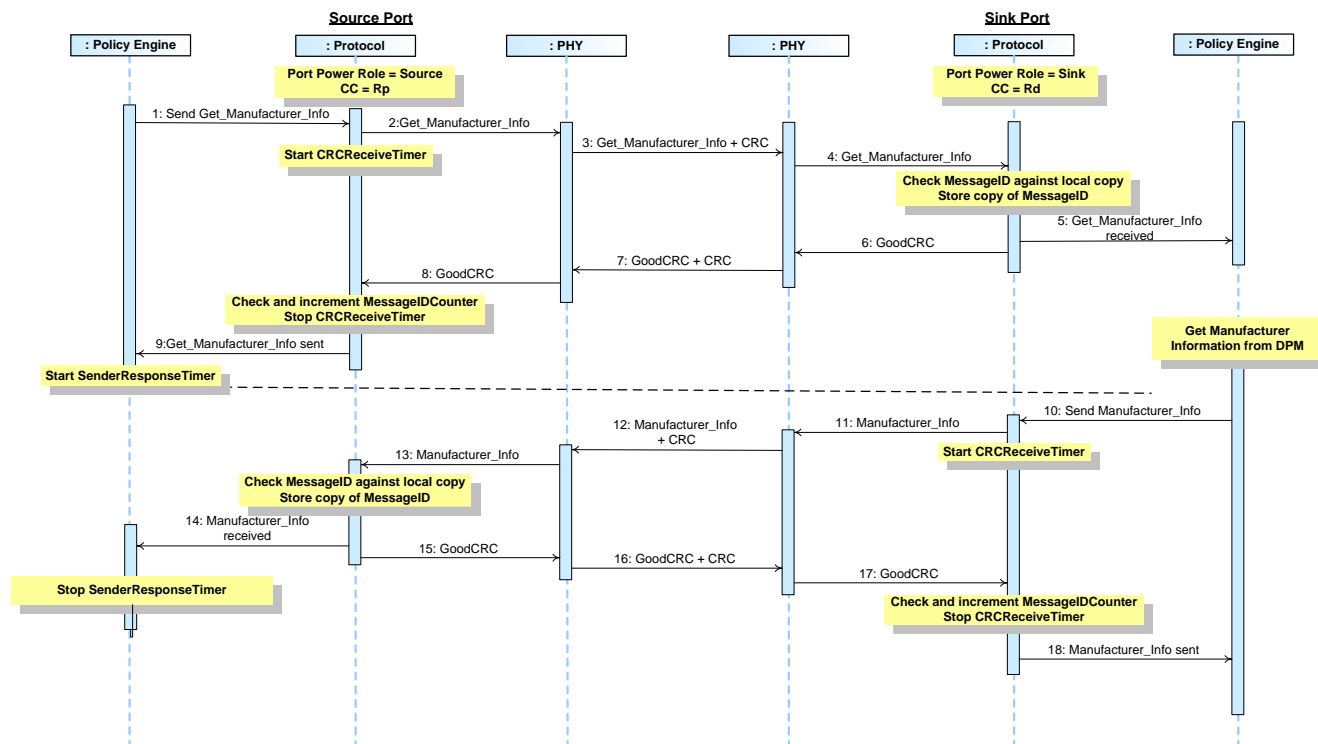 Source Port
Sink Port
: Policy Engine
: Protocol
: PHY
: PHY
: Protocol
: Policy Engine
Port Power Role = Source
CC = Rp
Port Power Role = Sink
CC = Rd
1: Send Get_Manufacturer_Info
2:Get_Manufacturer_Info
Start CRCReceiveTimer
3: Get_Manufacturer_Info + CRC
4: Get_Manufacturer_Info
Check MessageID against local copy
Store copy of MessageID
5: Get_Manufacturer_Info
received
6: GoodCRC
7: GoodCRC + CRC
8: GoodCRC
Check and increment MessageIDCounter
Stop CRCReceiveTimer
9:Get_Manufacturer_Info sent
Start SenderResponseTimer
Get Manufacturer
Information from DPM
10: Send Manufacturer_Info
11: Manufacturer_Info
Start CRCReceiveTimer
12: Manufacturer_Info
+ CRC
13: Manufacturer_Info
Check MessageID against local copy
Store copy of MessageID
14: Manufacturer_Info
received
15: GoodCRC
16: GoodCRC + CRC
17: GoodCRC
Stop SenderResponseTimer
Check and increment MessageIDCounter
Stop CRCReceiveTimer
18: Manufacturer_Info sent